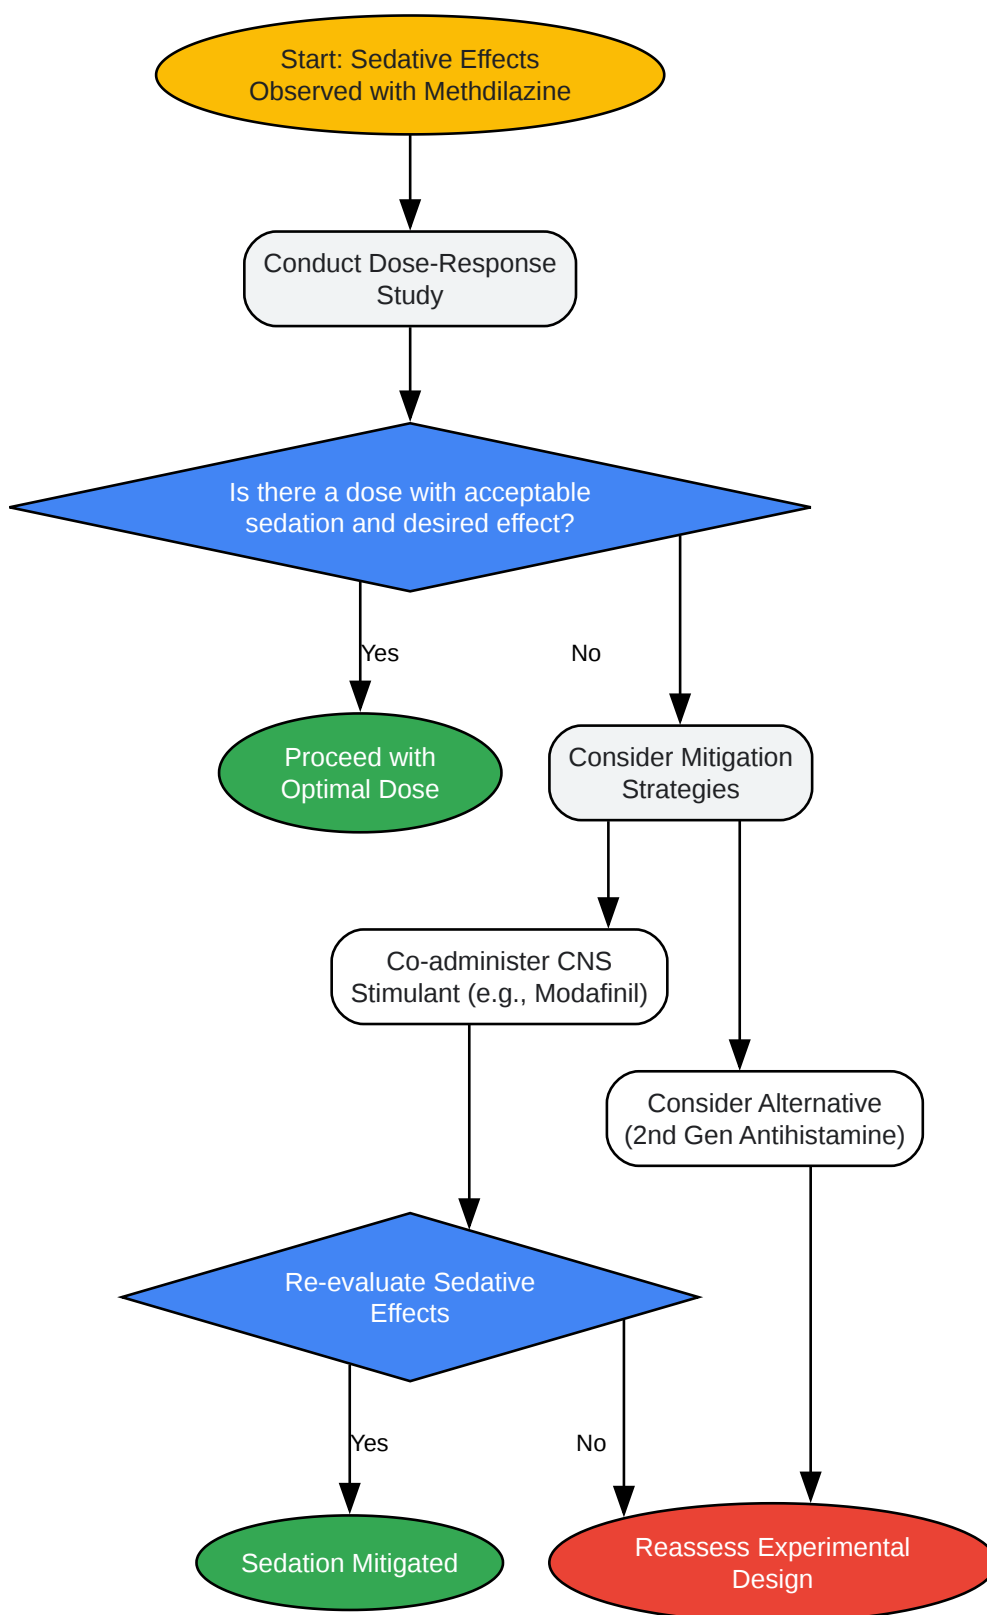 Start: Sedative Effects
Observed with Methdilazine
Conduct Dose-Response
Study
Is there a dose with acceptable
sedation and desired effect?
Yes
No
Proceed with
Optimal Dose
Consider Mitigation
Strategies
Co-administer CNS
Stimulant (e.g., Modafinil)
Consider Alternative
(2nd Gen Antihistamine)
Re-evaluate Sedative
Effects
Yes
No
Sedation Mitigated
Reassess Experimental
Design